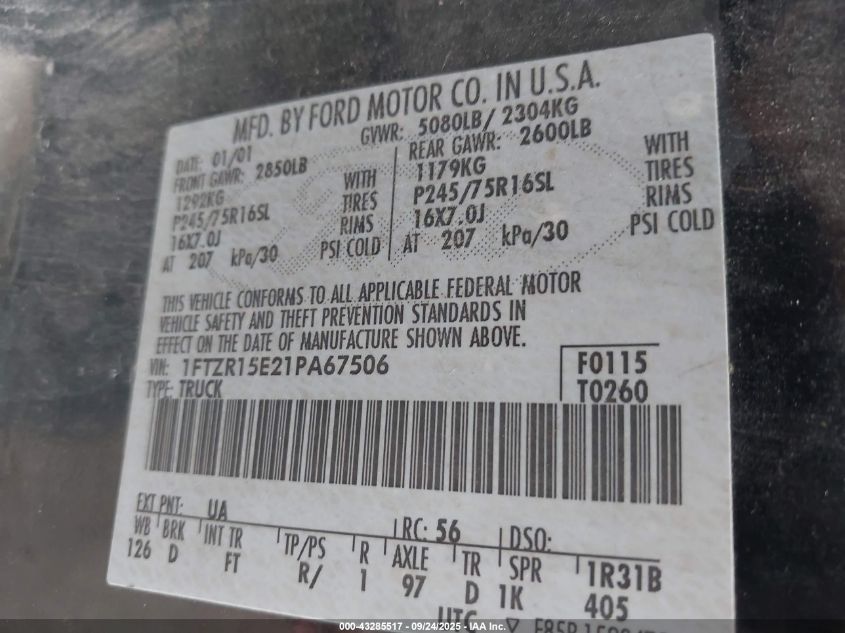 MFD. BY FORD MOTOR CO. IN U.S.A.
DATE: 01/01 GVWR: 5080LB/ 2304KG
FRONT GAWR: 2850LB REAR GAWR: 2600LB
1292KG WITH 1179KG WITH
P245/75R16SL TIRES P245/75R16SL TIRES
16X7.0J RIMS 16X7.0J RIMS
AT 207 kPa/30 PSI COLD AT 207 kPa/30 PSI COLD
THIS VEHICLE CONFORMS TO ALL APPLICABLE FEDERAL MOTOR
VEHICLE SAFETY AND THEFT PREVENTION STANDARDS IN
EFFECT ON THE DATE OF MANUFACTURE SHOWN ABOVE.
VIN: 1FTZR15E21PA67506 F0115
TYPE: TRUCK T0260
EXT PNT: UA RC: 56 DSO:
WB BRK INT TR TP/PS R AXLE TR SPR 1R31B
126 D FT R/ 1 97 D 1K 405
UTC
000-43285517 - 09/24/2025 - IAA Inc.